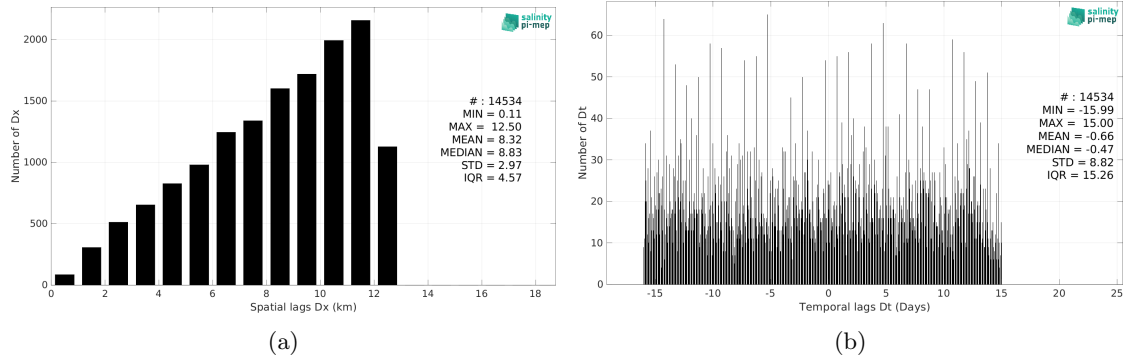 salinity
pi-mep
2000
1500
1000
500
0
Number of Dx
# : 14534
MIN = 0.11
MAX = 12.50
MEAN = 8.32
MEDIAN = 8.83
STD = 2.97
IQR = 4.57
0 2 4 6 8 10 12 14 16 18
Spatial lags Dx (km)
(a)
salinity
pi-mep
60
50
40
30
20
10
0
Number of Dt
# : 14534
MIN = -15.99
MAX = 15.00
MEAN = -0.66
MEDIAN = -0.47
STD = 8.82
IQR = 15.26
-15 -10 -5 0 5 10 15 20 25
Temporal lags Dt (Days)
(b)